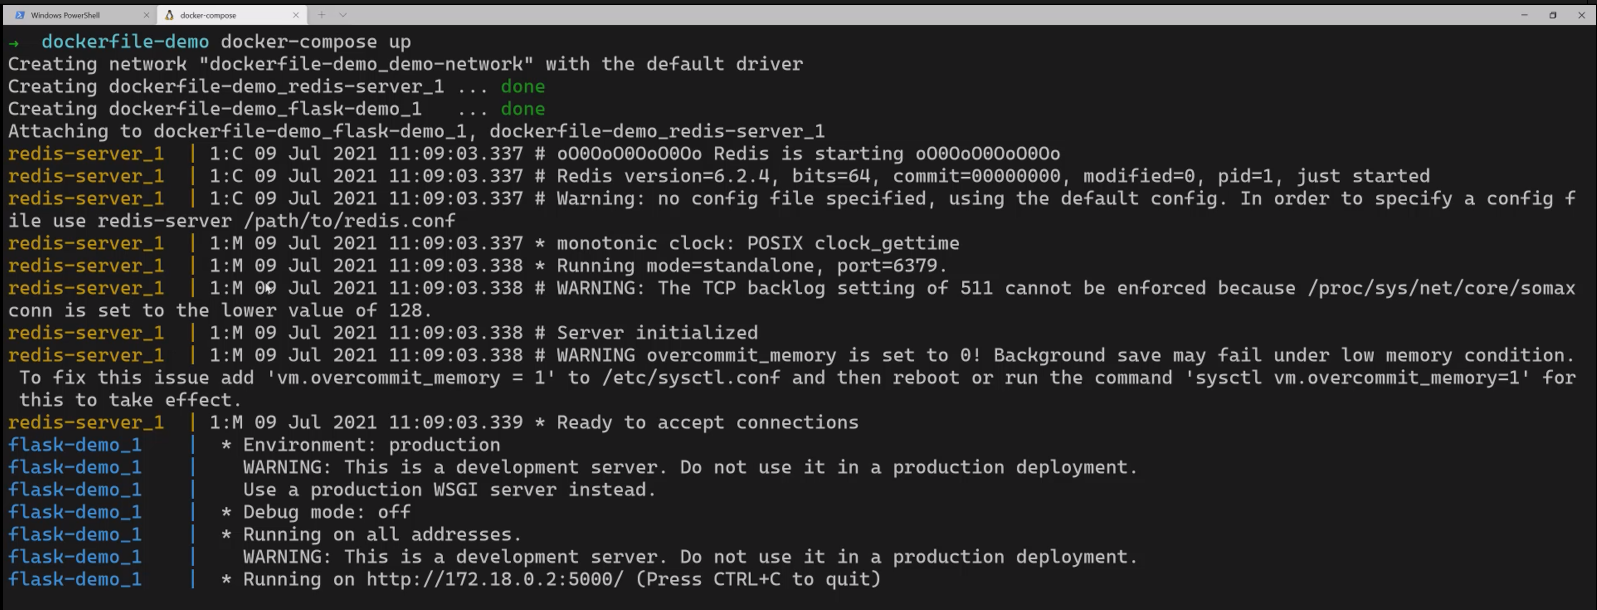 Windows PowerShell
docker-compose
→ dockerfile-demo docker-compose up
Creating network "dockerfile-demo_demo-network" with the default driver
Creating dockerfile-demo_redis-server_1 ... done
Creating dockerfile-demo_flask-demo_1   ... done
Attaching to dockerfile-demo_flask-demo_1, dockerfile-demo_redis-server_1
redis-server_1  | 1:C 09 Jul 2021 11:09:03.337 # oO0OoO0OoO0Oo Redis is starting oO0OoO0OoO0Oo
redis-server_1  | 1:C 09 Jul 2021 11:09:03.337 # Redis version=6.2.4, bits=64, commit=00000000, modified=0, pid=1, just started
redis-server_1  | 1:C 09 Jul 2021 11:09:03.337 # Warning: no config file specified, using the default config. In order to specify a config f
ile use redis-server /path/to/redis.conf
redis-server_1  | 1:M 09 Jul 2021 11:09:03.337 * monotonic clock: POSIX clock_gettime
redis-server_1  | 1:M 09 Jul 2021 11:09:03.338 * Running mode=standalone, port=6379.
redis-server_1  | 1:M 09 Jul 2021 11:09:03.338 # WARNING: The TCP backlog setting of 511 cannot be enforced because /proc/sys/net/core/somax
conn is set to the lower value of 128.
redis-server_1  | 1:M 09 Jul 2021 11:09:03.338 # Server initialized
redis-server_1  | 1:M 09 Jul 2021 11:09:03.338 # WARNING overcommit_memory is set to 0! Background save may fail under low memory condition.
 To fix this issue add 'vm.overcommit_memory = 1' to /etc/sysctl.conf and then reboot or run the command 'sysctl vm.overcommit_memory=1' for
 this to take effect.
redis-server_1  | 1:M 09 Jul 2021 11:09:03.339 * Ready to accept connections
flask-demo_1    |  * Environment: production
flask-demo_1    |    WARNING: This is a development server. Do not use it in a production deployment.
flask-demo_1    |    Use a production WSGI server instead.
flask-demo_1    |  * Debug mode: off
flask-demo_1    |  * Running on all addresses.
flask-demo_1    |    WARNING: This is a development server. Do not use it in a production deployment.
flask-demo_1    |  * Running on http://172.18.0.2:5000/ (Press CTRL+C to quit)